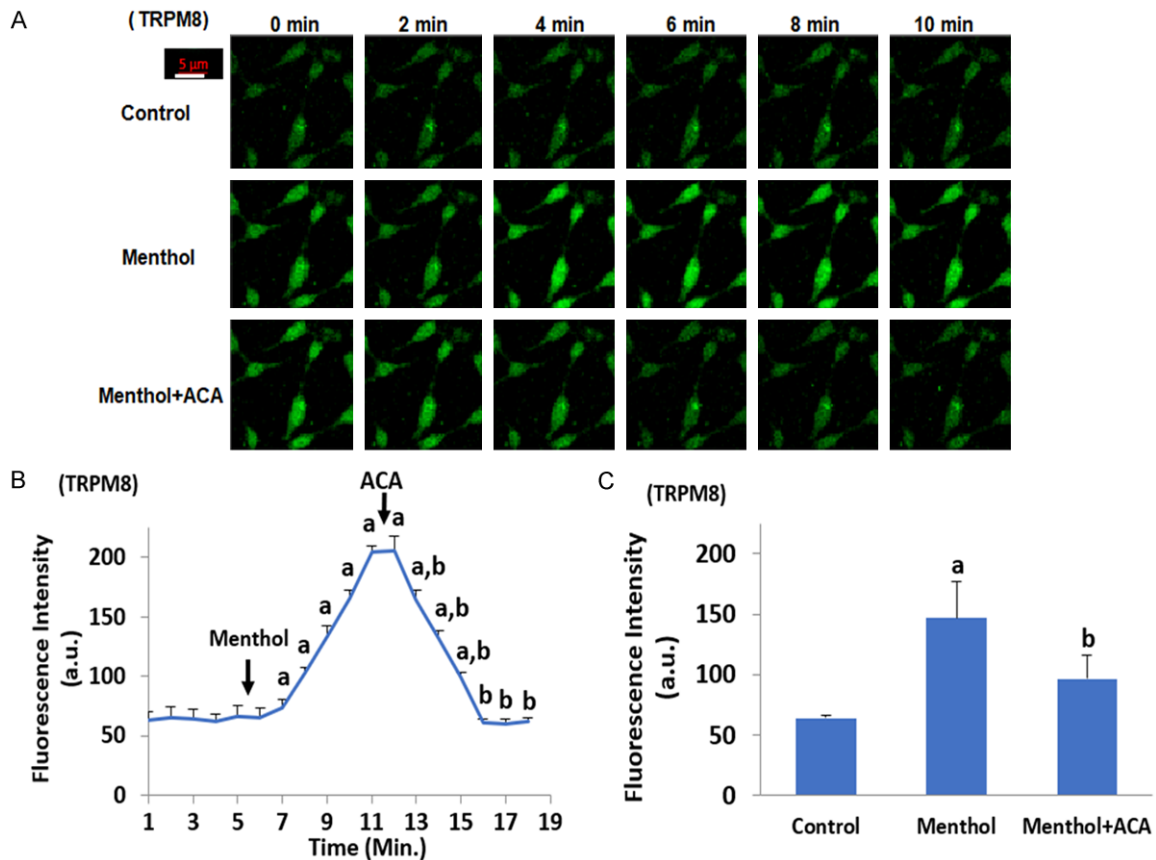 A
(TRPM8)
0 min 2 min 4 min 6 min 8 min 10 min
5 µm
Control
Menthol
Menthol+ACA
B
(TRPM8)
Fluorescence Intensity
(a.u.)
200
150
100
50
0
Menthol
ACA
a a a a a a a,b a,b a,b b b b
1 3 5 7 9 11 13 15 17 19
Time (Min.)
C
(TRPM8)
Fluorescence Intensity
(a.u.)
200
150
100
50
0
a
b
Control Menthol Menthol+ACA